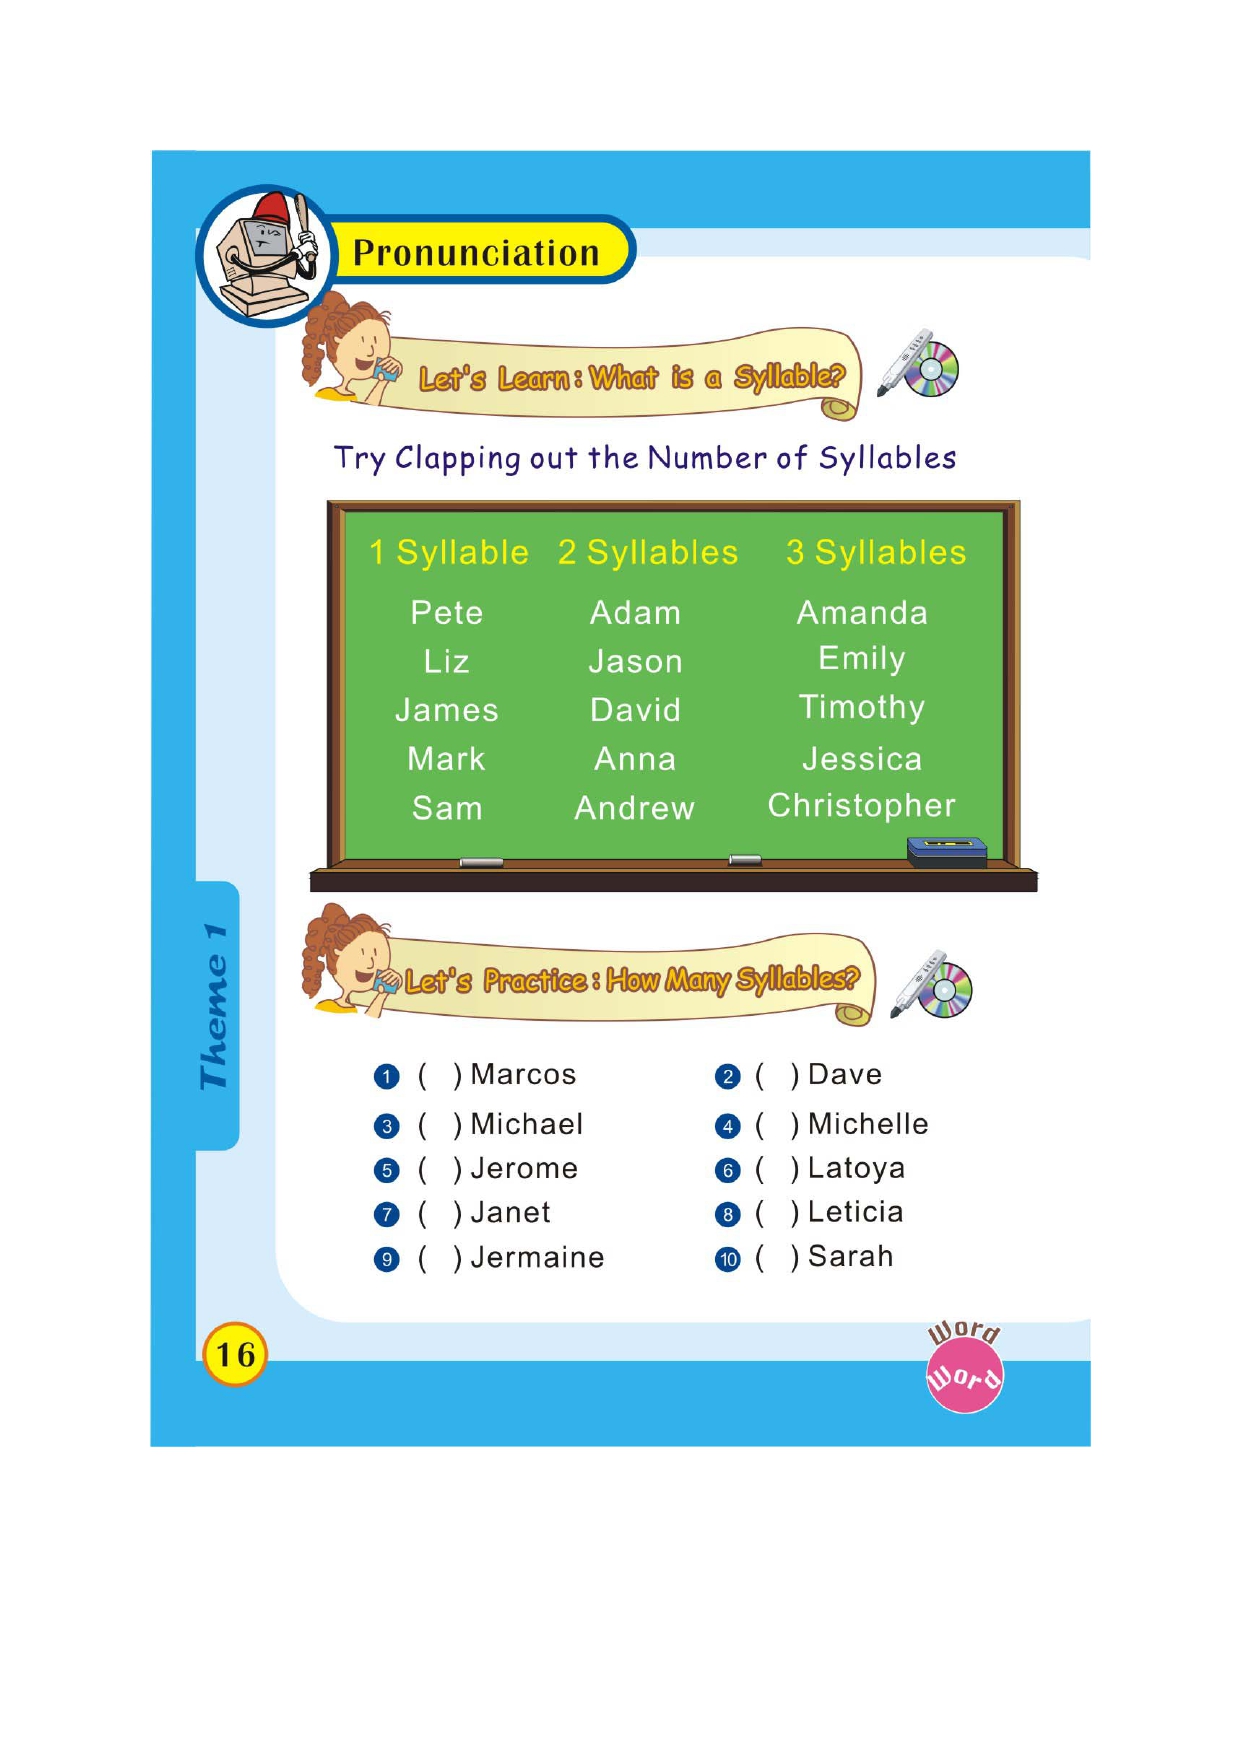 Pronunciation
Let's Learn : What is a Syllable?
Try Clapping out the Number of Syllables
1 Syllable 2 Syllables 3 Syllables
Pete Adam Amanda
Liz Jason Emily
James David Timothy
Mark Anna Jessica
Sam Andrew Christopher
Let's Practice : How Many Syllables?
1 ( ) Marcos 2 ( ) Dave
3 ( ) Michael 4 ( ) Michelle
5 ( ) Jerome 6 ( ) Latoya
7 ( ) Janet 8 ( ) Leticia
9 ( ) Jermaine 10 ( ) Sarah
Theme 1
16
Word
Word